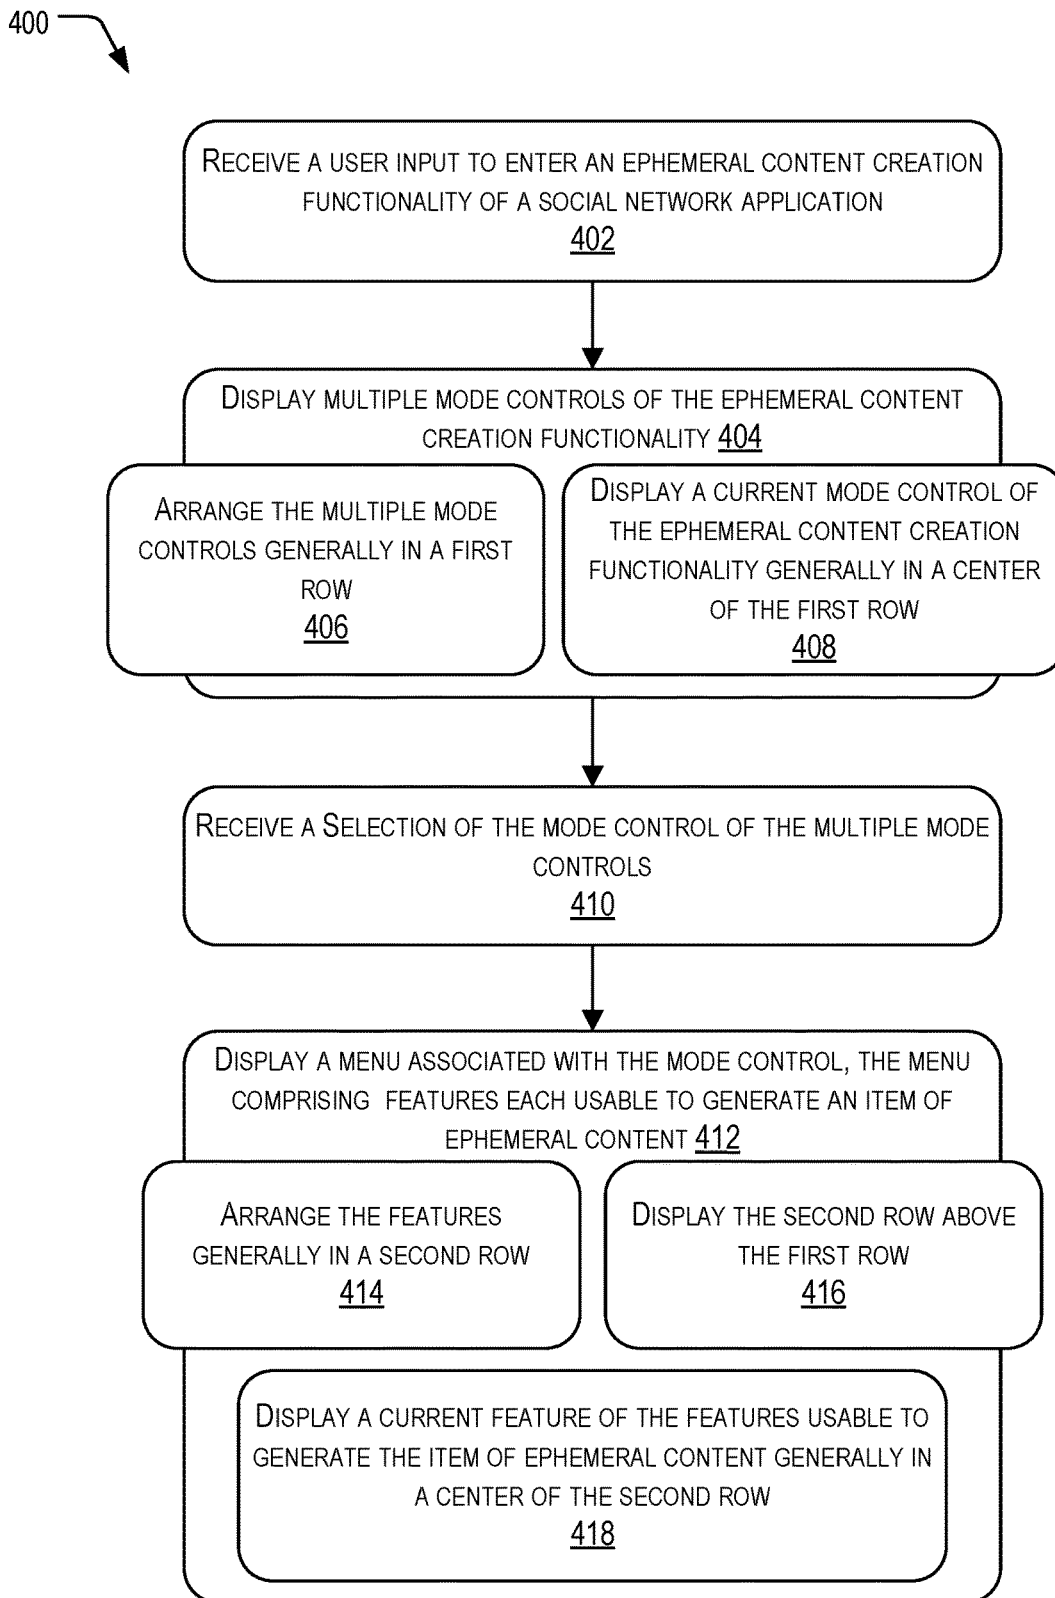 400
RECEIVE A USER INPUT TO ENTER AN EPHEMERAL CONTENT CREATION
FUNCTIONALITY OF A SOCIAL NETWORK APPLICATION
402
DISPLAY MULTIPLE MODE CONTROLS OF THE EPHEMERAL CONTENT
CREATION FUNCTIONALITY 404
ARRANGE THE MULTIPLE MODE
CONTROLS GENERALLY IN A FIRST
ROW
406
DISPLAY A CURRENT MODE CONTROL OF
THE EPHEMERAL CONTENT CREATION
FUNCTIONALITY GENERALLY IN A CENTER
OF THE FIRST ROW
408
RECEIVE A SELECTION OF THE MODE CONTROL OF THE MULTIPLE MODE
CONTROLS
410
DISPLAY A MENU ASSOCIATED WITH THE MODE CONTROL, THE MENU
COMPRISING FEATURES EACH USABLE TO GENERATE AN ITEM OF
EPHEMERAL CONTENT 412
ARRANGE THE FEATURES
GENERALLY IN A SECOND ROW
414
DISPLAY THE SECOND ROW ABOVE
THE FIRST ROW
416
DISPLAY A CURRENT FEATURE OF THE FEATURES USABLE TO
GENERATE THE ITEM OF EPHEMERAL CONTENT GENERALLY IN
A CENTER OF THE SECOND ROW
418